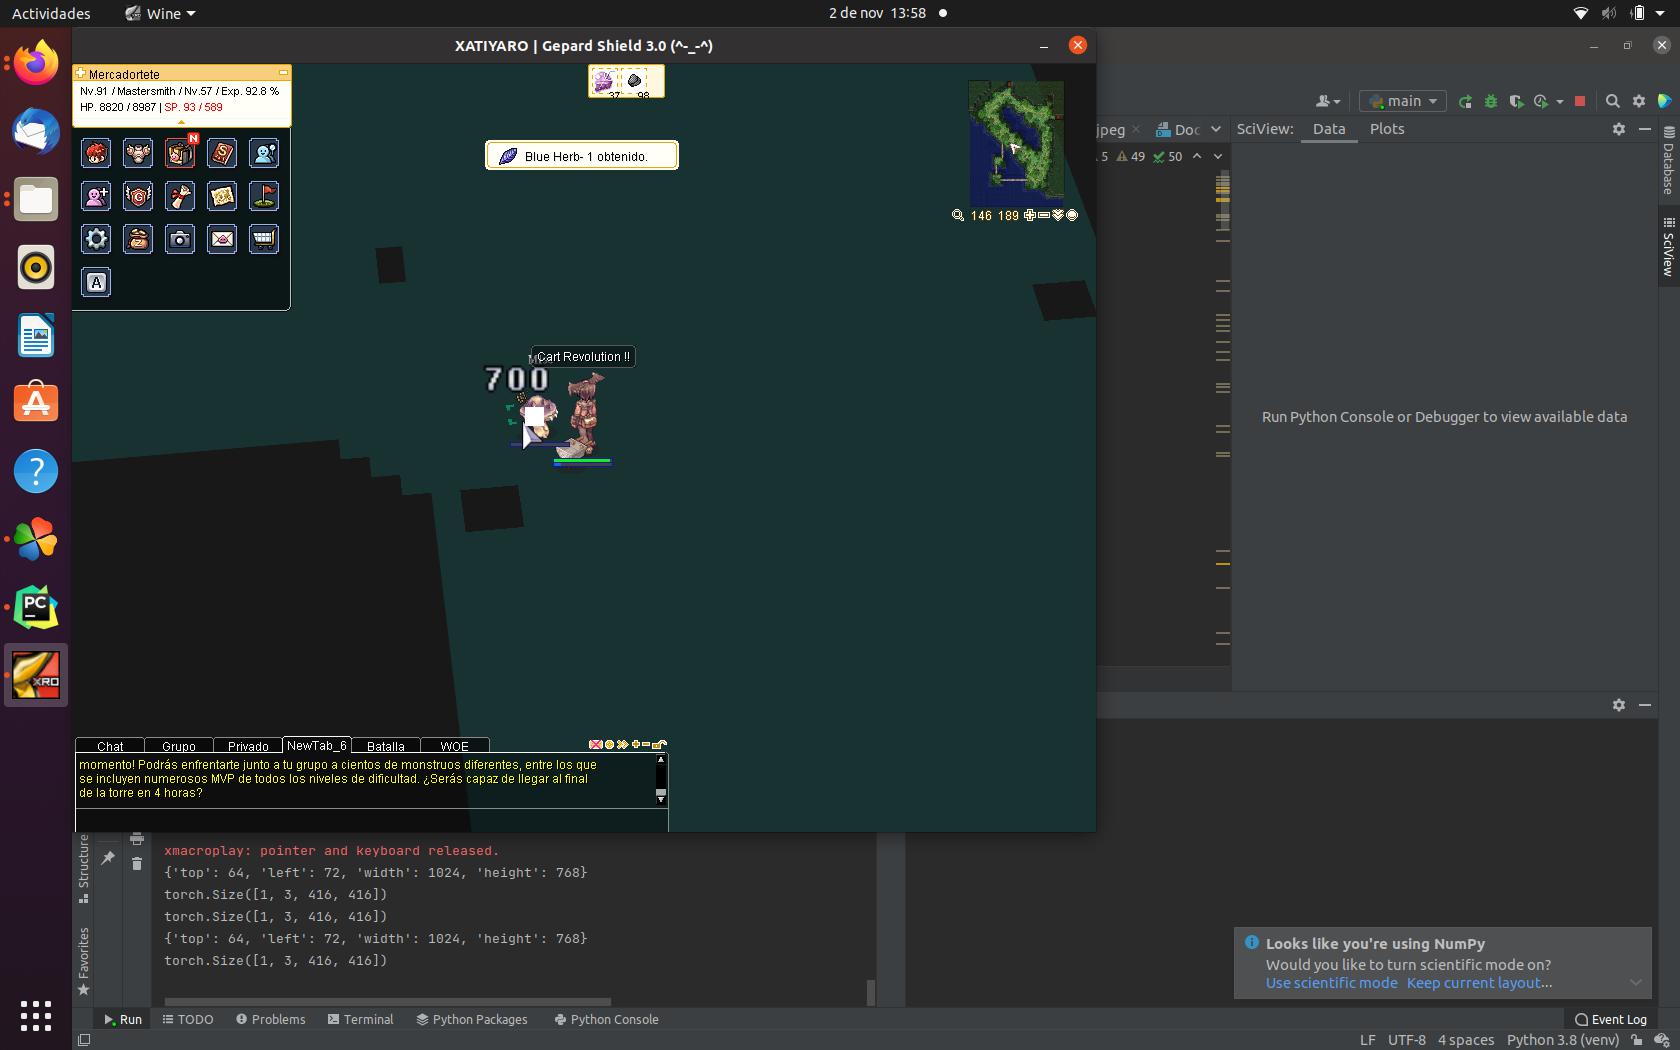 Actividades
Wine
2 de nov 13:58
XATIYARO | Gepard Shield 3.0 (^-_-^)
Mercadortete
Nv.91 / Mastersmith / Nv.57 / Exp. 92.8 %
HP. 8820 / 8987 | SP. 93 / 589
N
A
37 98
Blue Herb- 1 obtenido.
146 189
Cart Revolution !!
700
Chat
Grupo
Privado
NewTab_6
Batalla
WOE
momento! Podrás enfrentarte junto a tu grupo a cientos de monstruos diferentes, entre los que
se incluyen numerosos MVP de todos los niveles de dificultad. ¿Serás capaz de llegar al final
de la torre en 4 horas?
main
jpeg
Doc
SciView:
Data
Plots
5 49 50
Database
SciView
Run Python Console or Debugger to view available data
PC
XRO
Structure
Favorites
xmacroplay: pointer and keyboard released.
{'top': 64, 'left': 72, 'width': 1024, 'height': 768}
torch.Size([1, 3, 416, 416])
torch.Size([1, 3, 416, 416])
{'top': 64, 'left': 72, 'width': 1024, 'height': 768}
torch.Size([1, 3, 416, 416])
Looks like you're using NumPy
Would you like to turn scientific mode on?
Use scientific mode Keep current layout...
Run
TODO
Problems
Terminal
Python Packages
Python Console
Event Log
LF UTF-8 4 spaces Python 3.8 (venv)